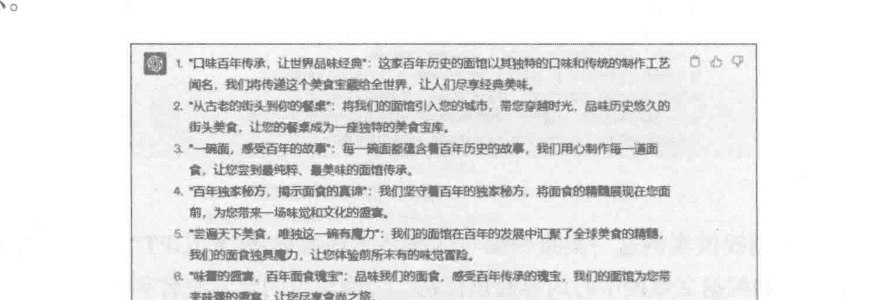 1. "口味百年传承，让世界品味经典"：这家百年历史的面馆以其独特的口味和传统的制作工艺
闻名，我们将传递这个美食宝藏给全世界，让人们尽享经典美味。
2. "从古老的街头到你的餐桌"：将我们的面馆引入您的城市，带您穿越时光，品味历史悠久的
街头美食，让您的餐桌成为一座独特的美食宝库。
3. "一碗面，感受百年的故事"：每一碗面都蕴含着百年历史的故事，我们用心制作每一道面
食，让您尝到最纯粹、最美味的面馆传承。
4. "百年独家秘方，揭示面食的真谛"：我们坚守着百年的独家秘方，将面食的精髓展现在您面
前，为您带来一场味觉和文化的盛宴。
5. "尝遍天下美食，唯独这一碗有魔力"：我们的面馆在百年的发展中汇聚了全球美食的精髓，
我们的面食独具魔力，让您体验前所未有的味觉冒险。
6. "味蕾的盛宴，百年面食瑰宝"：品味我们的面食，感受百年传承的瑰宝，我们的面馆为您带
来味蕾的盛宴，让您尽享食尚之旅。